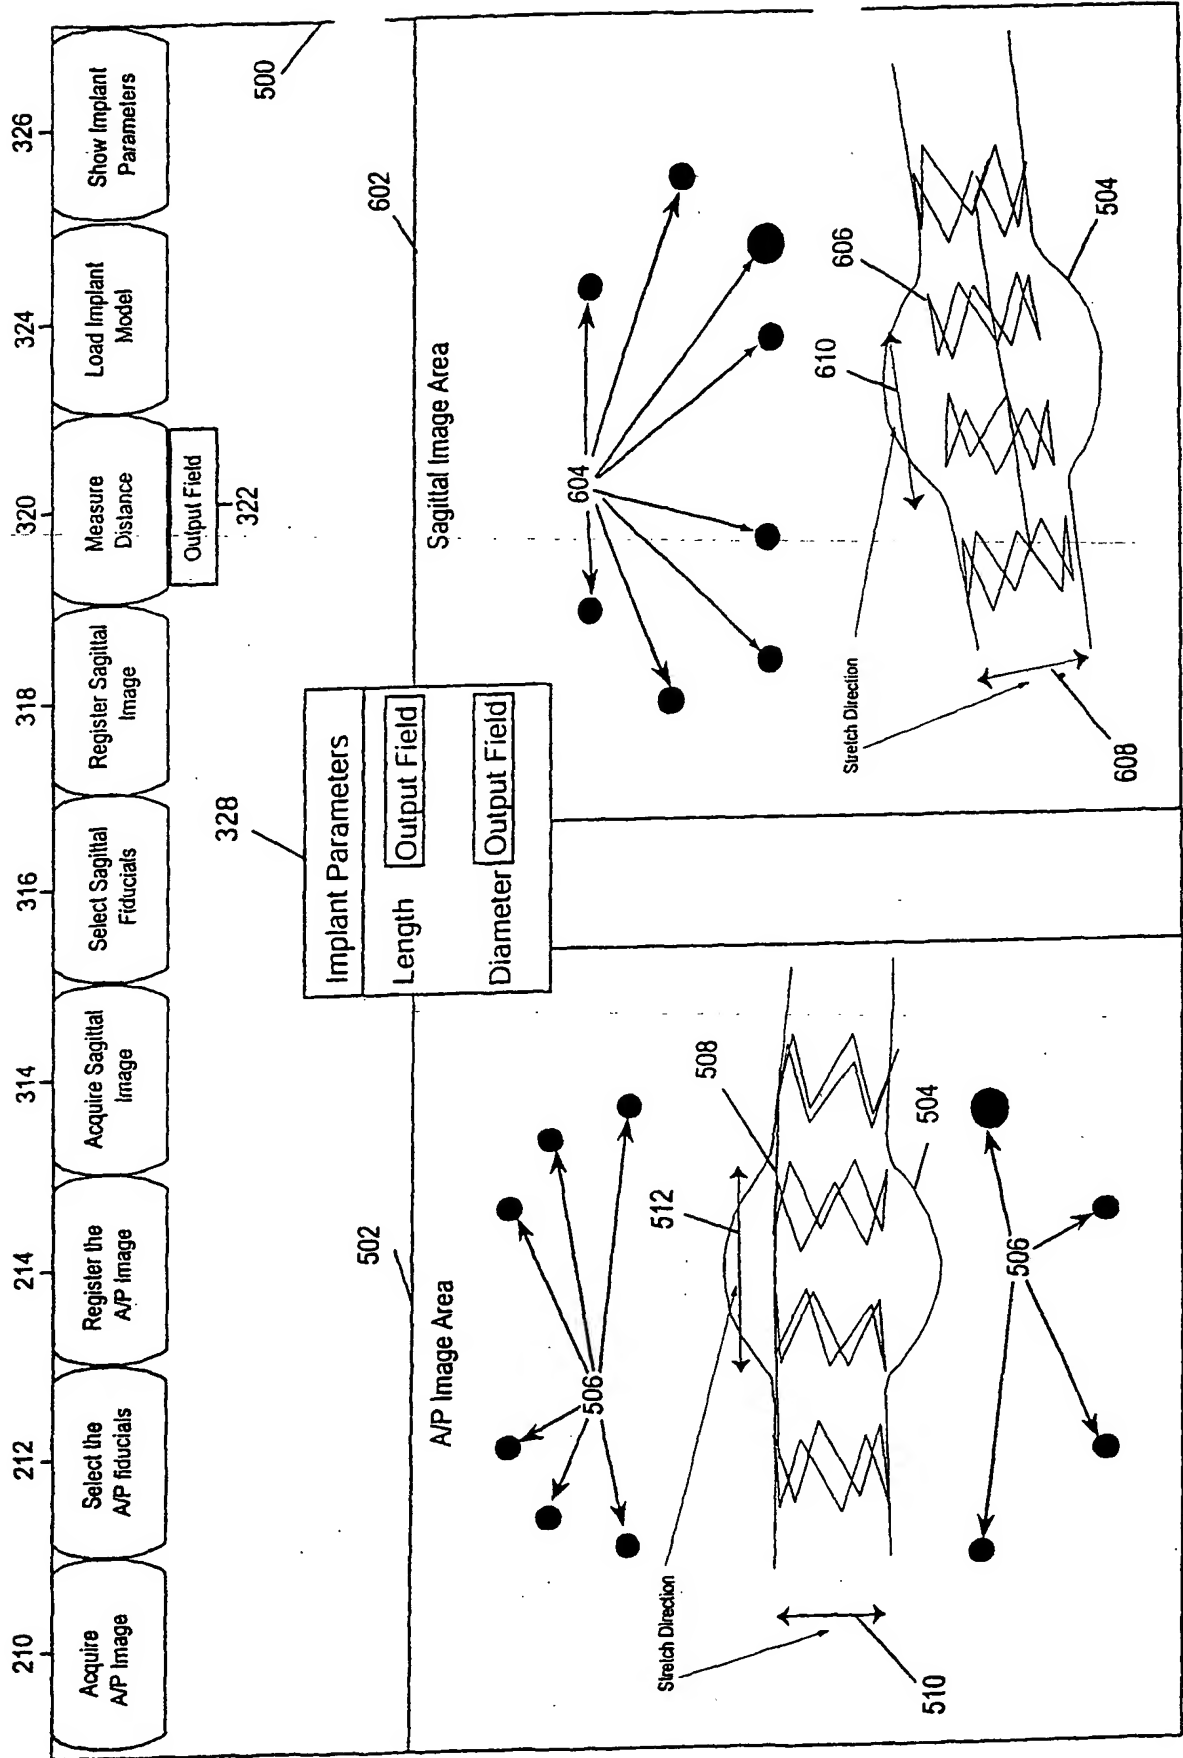 210
212
214
314
316
318
320
324
326
Acquire
A/P Image
Select the
A/P fiducials
Register the
A/P Image
Acquire Sagittal
Image
Select Sagittal
Fiducials
Register Sagittal
Image
Measure
Distance
Load Implant
Model
Show Implant
Parameters
Output Field
322
328
500
Implant Parameters
Length
Output Field
Diameter
Output Field
502
602
A/P Image Area
Sagittal Image Area
506
508
512
504
506
Stretch Direction
510
604
606
610
504
Stretch Direction
608